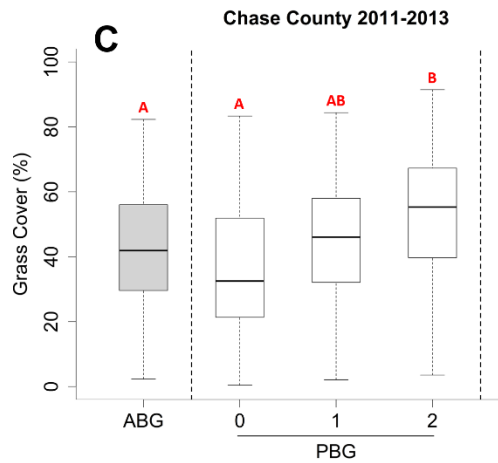 Chase County 2011-2013
C
Grass Cover (%)
100
80
60
40
20
0
A
A
AB
B
ABG
0
1
2
PBG